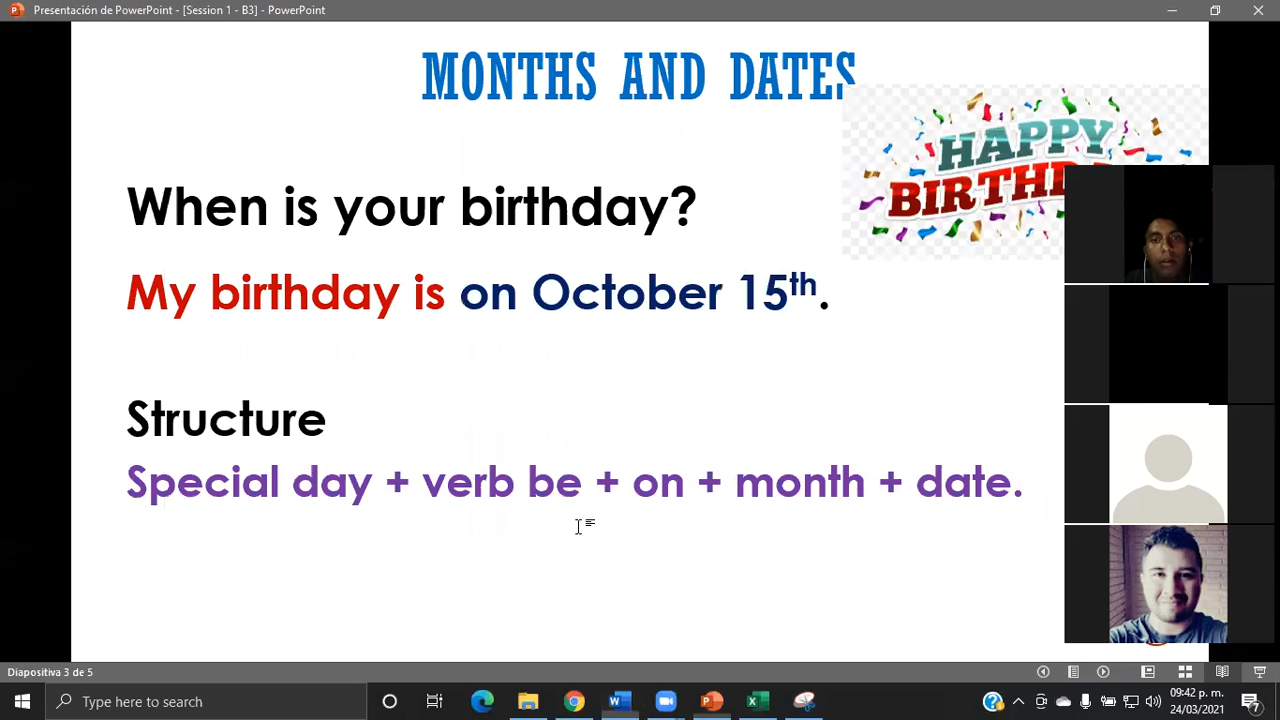 Presentación de PowerPoint - [Session 1 - B3] - PowerPoint
MONTHS AND DATES
HAPPY
When is your birthday?
My birthday is on October 15th.
Structure
Special day + verb be + on + month + date.
Diapositiva 3 de 5
Type here to search
09:42 p. m.
24/03/2021
7